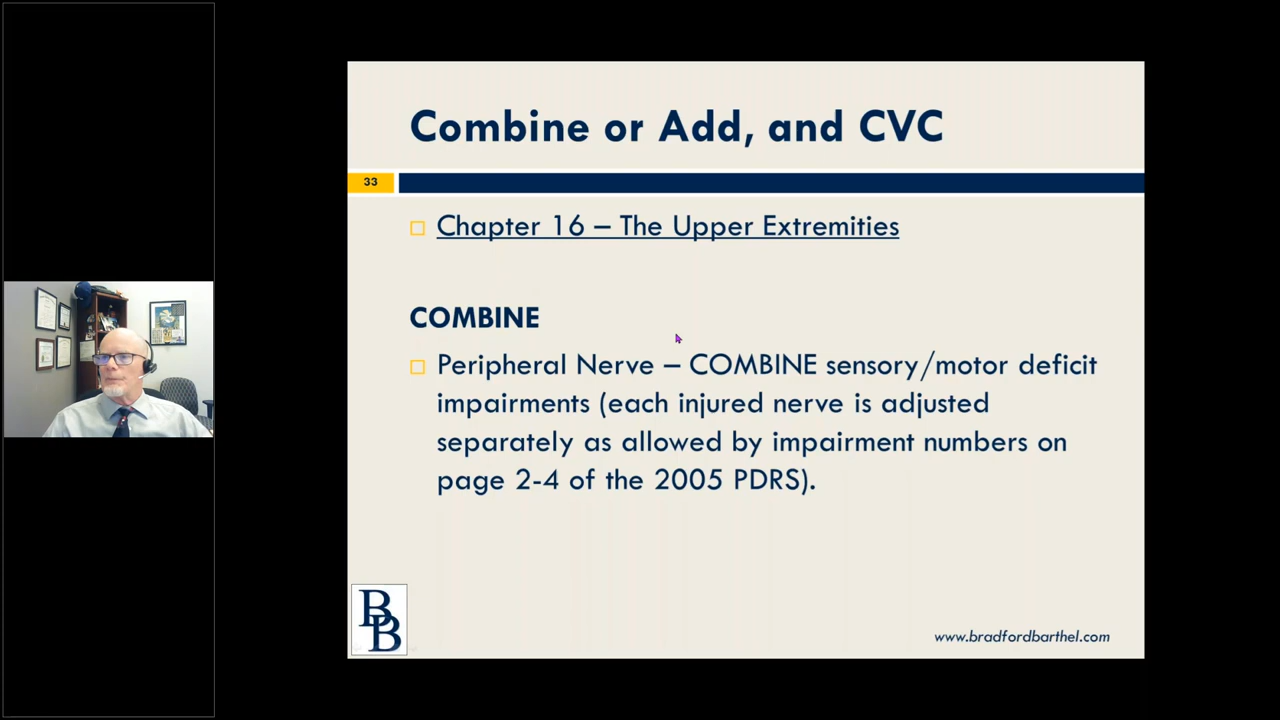 Combine or Add, and CVC
33
Chapter 16 – The Upper Extremities
COMBINE
Peripheral Nerve – COMBINE sensory/motor deficit
impairments (each injured nerve is adjusted
separately as allowed by impairment numbers on
page 2-4 of the 2005 PDRS).
BB
www.bradfordbarthel.com